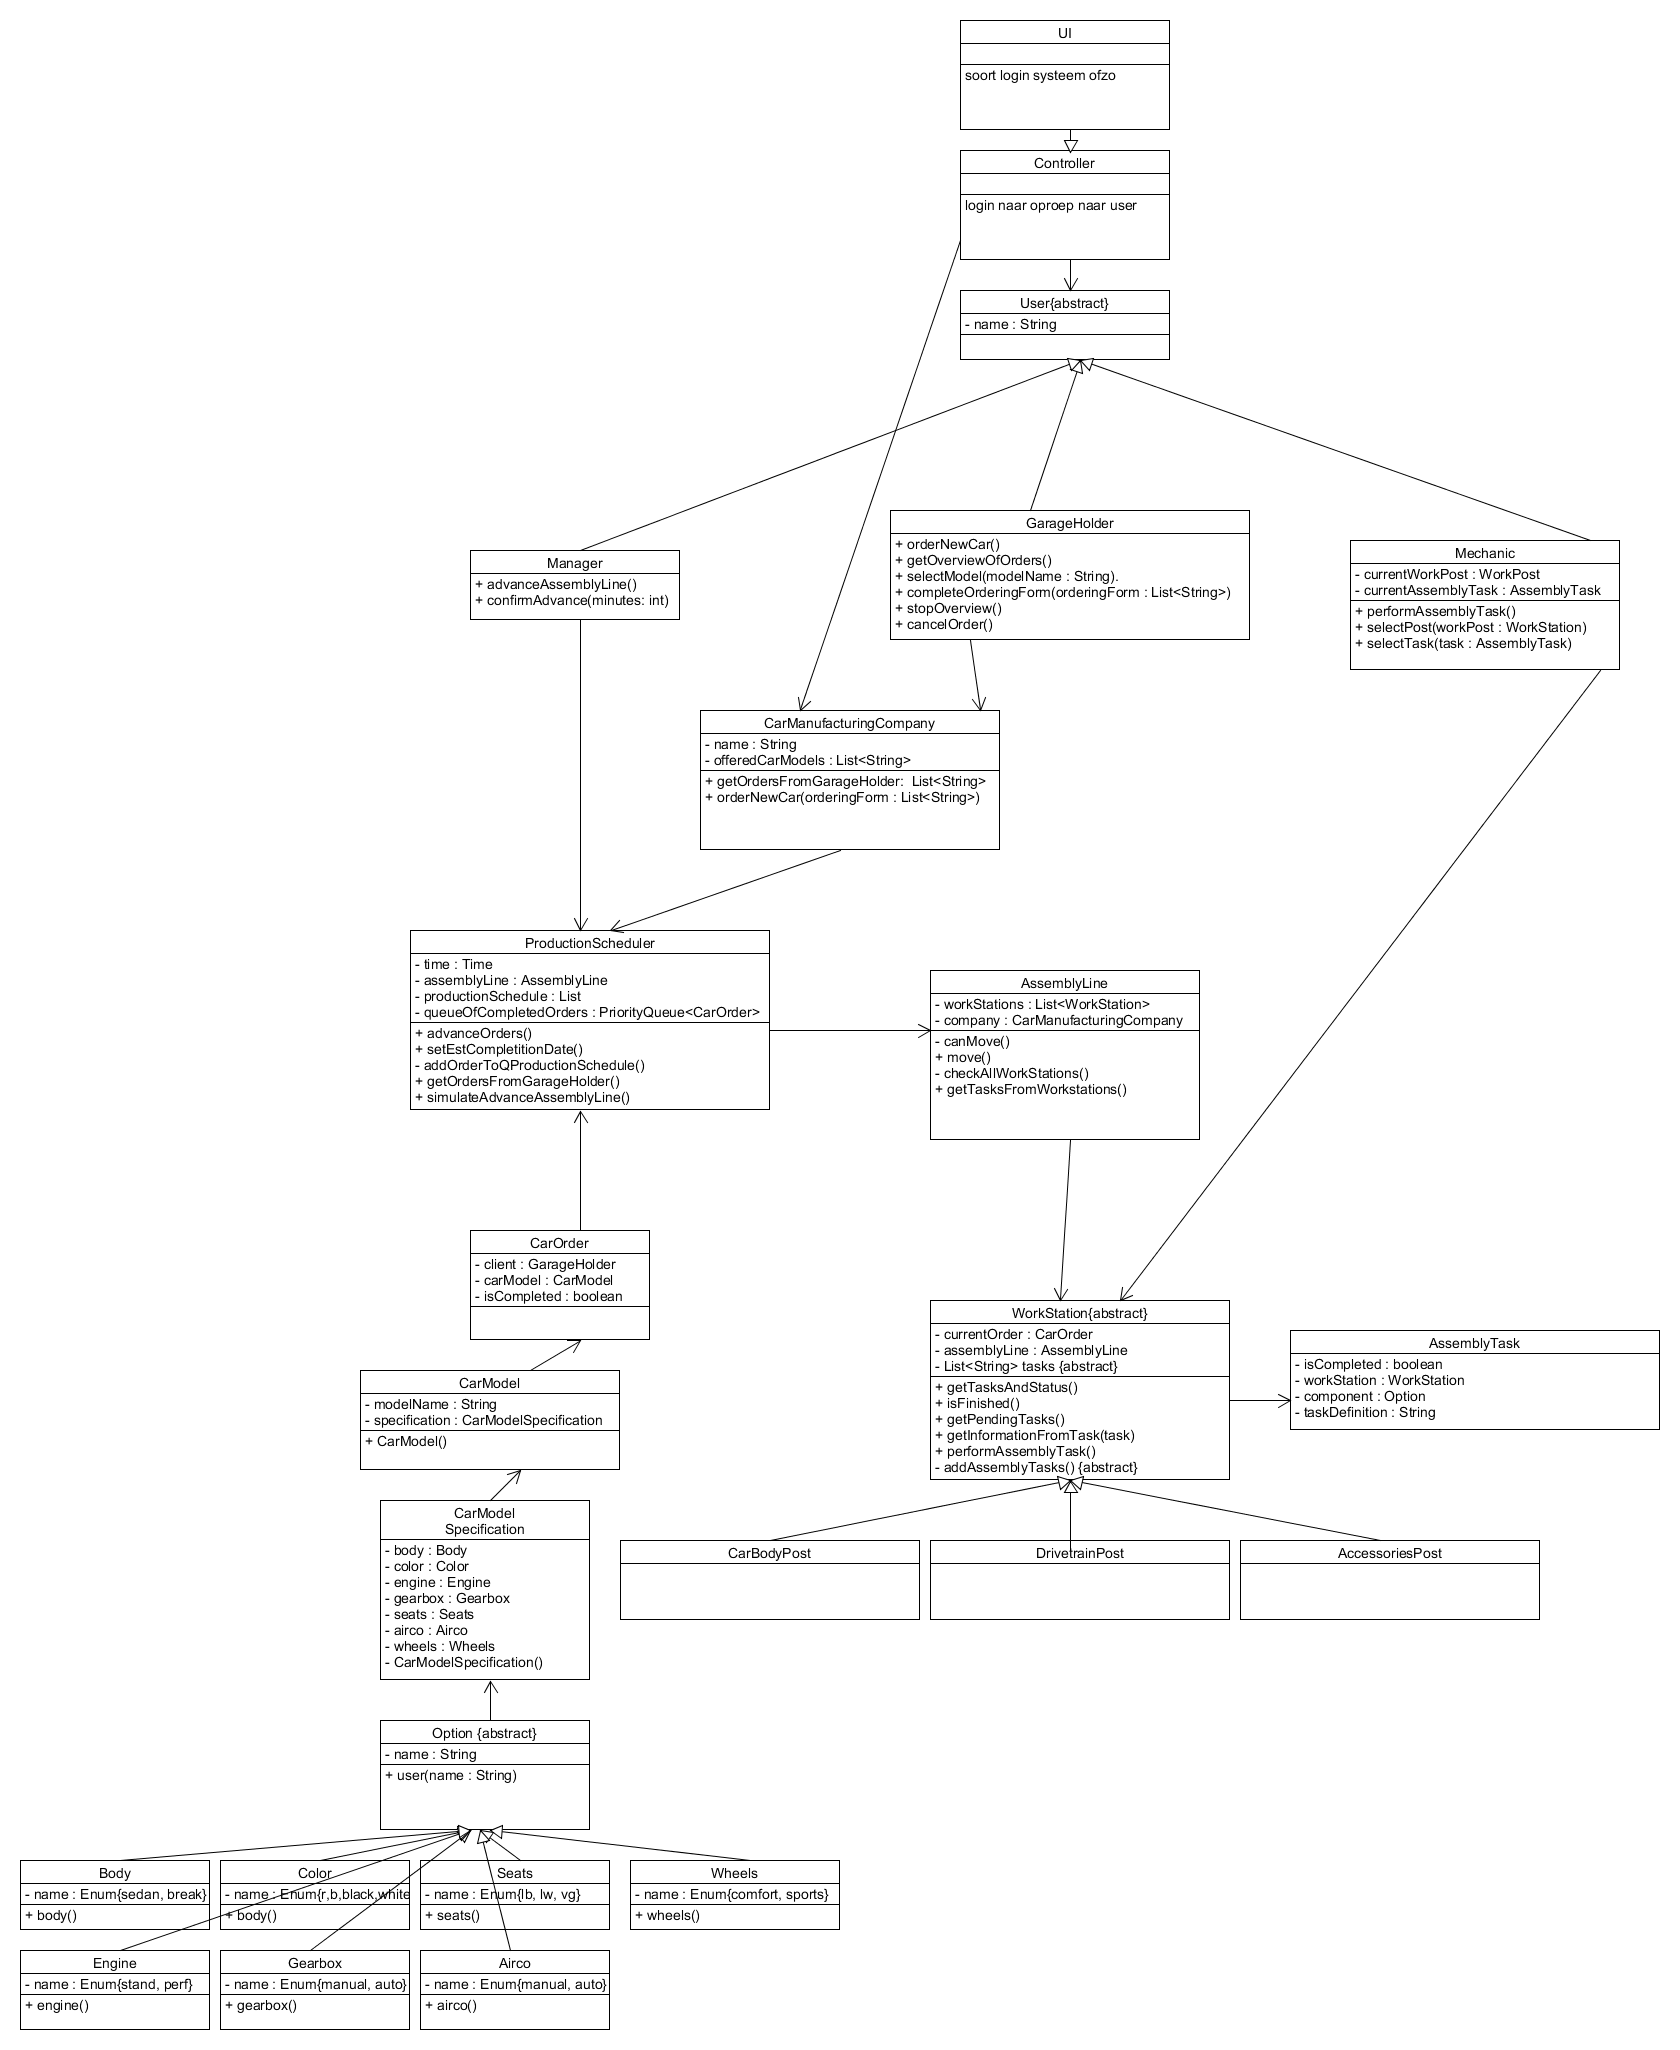 UI
soort login systeem ofzo
Controller
login naar oproep naar user
User{abstract}
- name : String
Manager
+ advanceAssemblyLine()
+ confirmAdvance(minutes: int)
GarageHolder
+ orderNewCar()
+ getOverviewOfOrders()
+ selectModel(modelName : String).
+ completeOrderingForm(orderingForm : List<String>)
+ stopOverview()
+ cancelOrder()
Mechanic
- currentWorkPost : WorkPost
- currentAssemblyTask : AssemblyTask
+ performAssemblyTask()
+ selectPost(workPost : WorkStation)
+ selectTask(task : AssemblyTask)
CarManufacturingCompany
- name : String
- offeredCarModels : List<String>
+ getOrdersFromGarageHolder:  List<String>
+ orderNewCar(orderingForm : List<String>)
ProductionScheduler
- time : Time
- assemblyLine : AssemblyLine
- productionSchedule : List
- queueOfCompletedOrders : PriorityQueue<CarOrder>
+ advanceOrders()
+ setEstCompletitionDate()
- addOrderToQProductionSchedule()
+ getOrdersFromGarageHolder()
+ simulateAdvanceAssemblyLine()
AssemblyLine
- workStations : List<WorkStation>
- company : CarManufacturingCompany
- canMove()
+ move()
- checkAllWorkStations()
+ getTasksFromWorkstations()
CarOrder
- client : GarageHolder
- carModel : CarModel
- isCompleted : boolean
WorkStation{abstract}
- currentOrder : CarOrder
- assemblyLine : AssemblyLine
- List<String> tasks {abstract}
+ getTasksAndStatus()
+ isFinished()
+ getPendingTasks()
+ getInformationFromTask(task)
+ performAssemblyTask()
- addAssemblyTasks() {abstract}
AssemblyTask
- isCompleted : boolean
- workStation : WorkStation
- component : Option
- taskDefinition : String
CarModel
- modelName : String
- specification : CarModelSpecification
+ CarModel()
CarModel
Specification
- body : Body
- color : Color
- engine : Engine
- gearbox : Gearbox
- seats : Seats
- airco : Airco
- wheels : Wheels
- CarModelSpecification()
CarBodyPost
DrivetrainPost
AccessoriesPost
Option {abstract}
- name : String
+ user(name : String)
Body
- name : Enum{sedan, break}
+ body()
Color
- name : Enum{r,b,black,white
+ body()
Seats
- name : Enum{lb, lw, vg}
+ seats()
Wheels
- name : Enum{comfort, sports}
+ wheels()
Engine
- name : Enum{stand, perf}
+ engine()
Gearbox
- name : Enum{manual, auto}
+ gearbox()
Airco
- name : Enum{manual, auto}
+ airco()